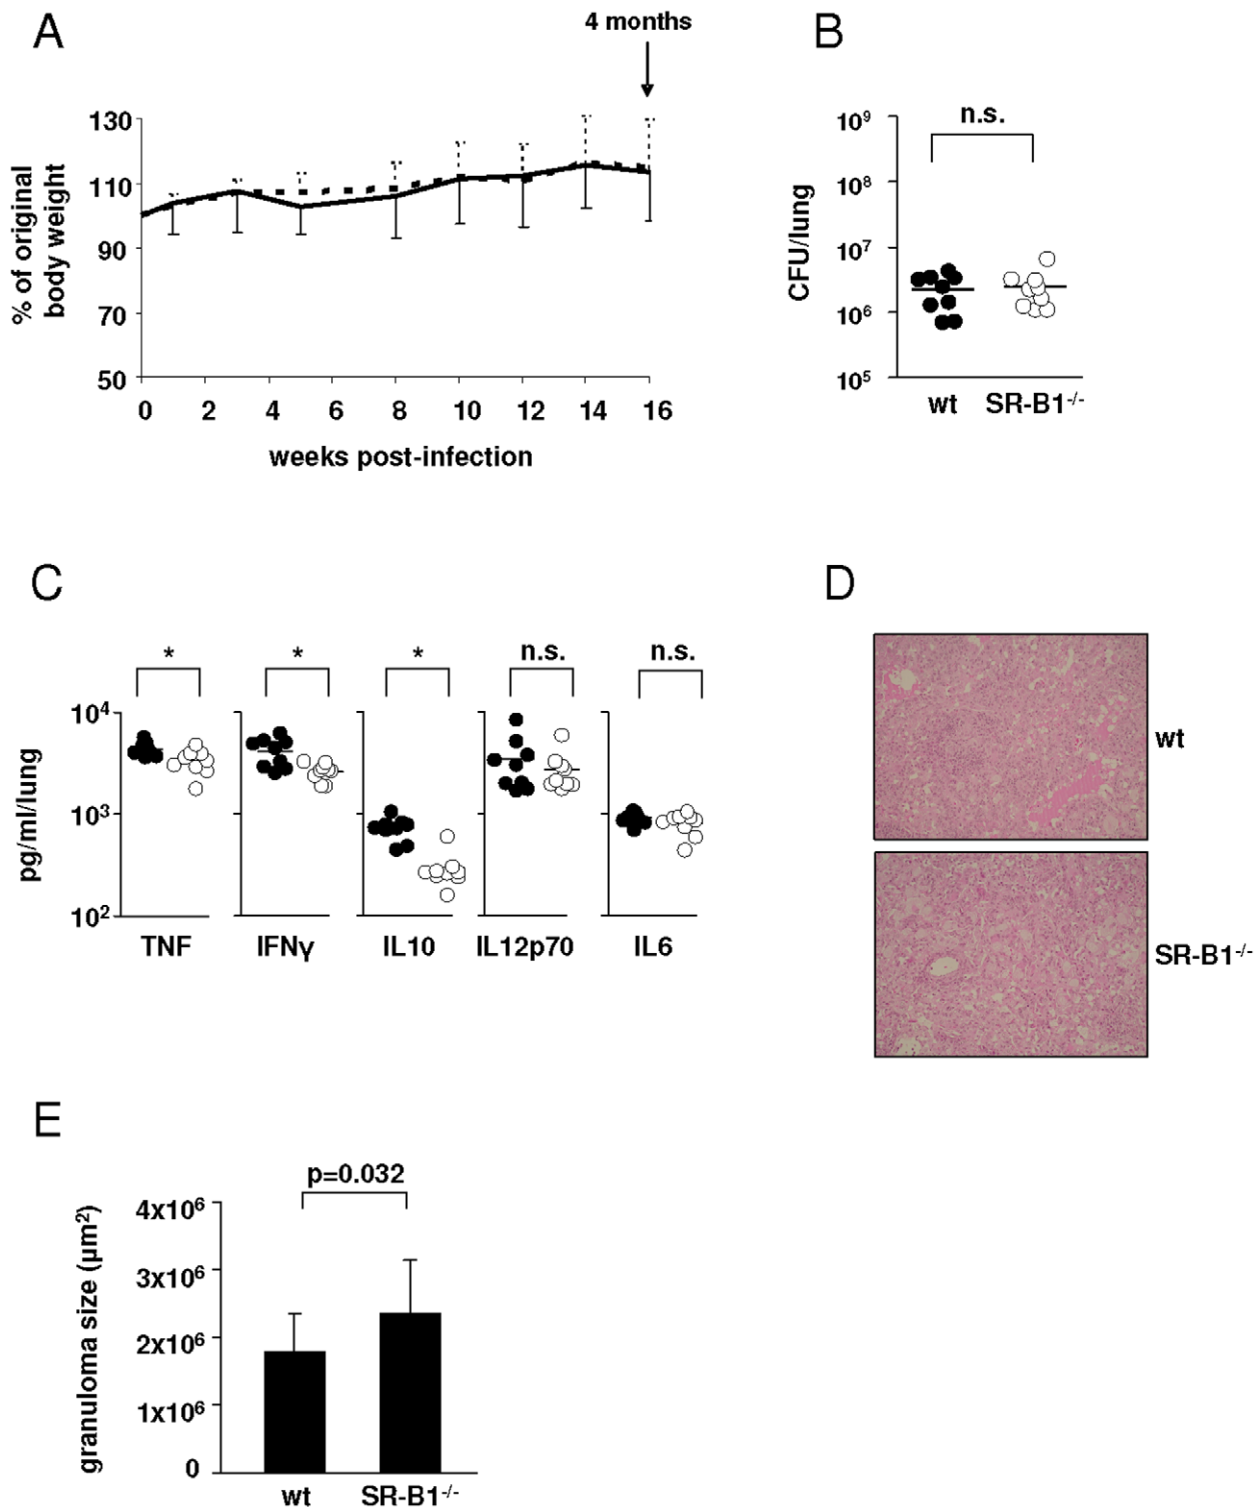 A
4 months
% of original
body weight
130
110
90
70
50
0 2 4 6 8 10 12 14 16
weeks post-infection
B
n.s.
CFU/lung
10⁹
10⁸
10⁷
10⁶
10⁵
wt SR-B1⁻/⁻
C
* * * n.s. n.s.
pg/ml/lung
10⁴
10³
10²
TNF IFNγ IL10 IL12p70 IL6
D
wt
SR-B1⁻/⁻
E
p=0.032
granuloma size (µm²)
4x10⁶
3x10⁶
2x10⁶
1x10⁶
0
wt SR-B1⁻/⁻